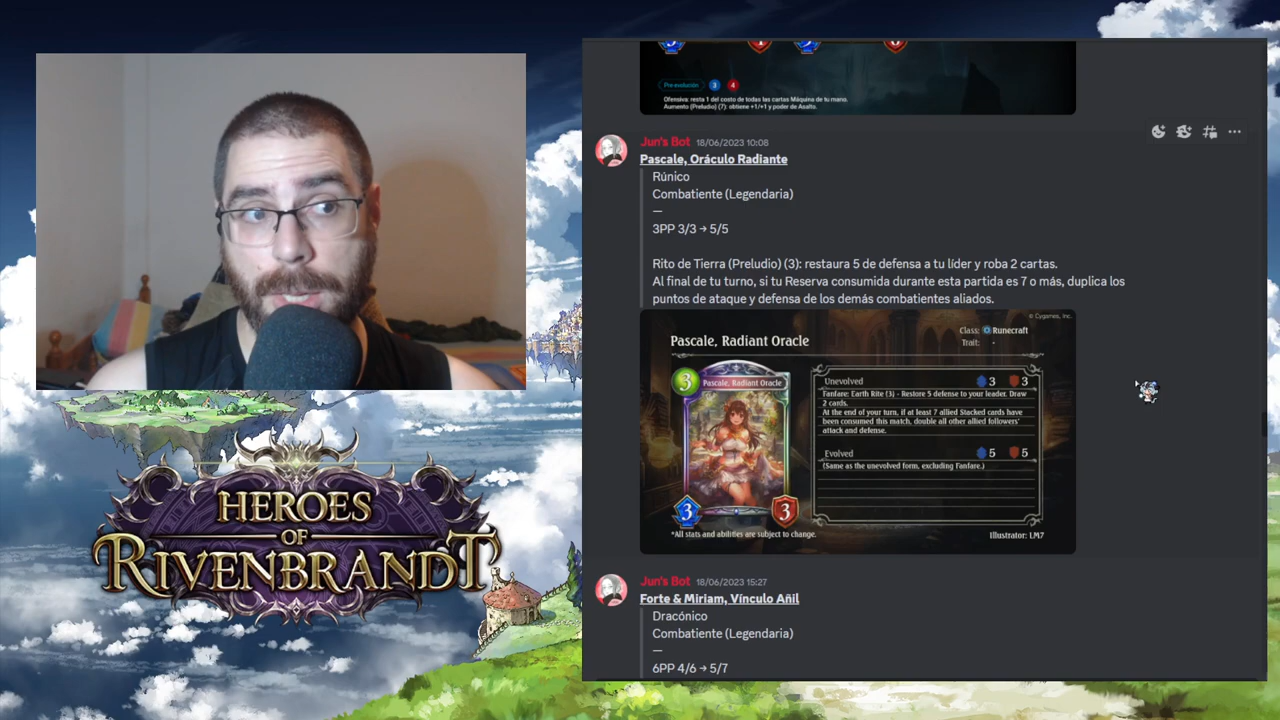 Pre-evolución 3 4
Ofensiva: resta 1 del costo de todas las cartas Máquina de tu mano.
Aumento (Preludio) (7): obtiene +1/+1 y poder de Asalto.
Jun's Bot 18/06/2023 10:08
Pascale, Oráculo Radiante
Rúnico
Combatiente (Legendaria)
—
3PP 3/3 → 5/5
Rito de Tierra (Preludio) (3): restaura 5 de defensa a tu líder y roba 2 cartas.
Al final de tu turno, si tu Reserva consumida durante esta partida es 7 o más, duplica los
puntos de ataque y defensa de los demás combatientes aliados.
© Cygames, Inc.
Pascale, Radiant Oracle
Class: Runecraft
Trait: -
3 Pascale, Radiant Oracle
Unevolved 3 3
Fanfare: Earth Rite (3) - Restore 5 defense to your leader. Draw
2 cards.
At the end of your turn, if at least 7 allied Stacked cards have
been consumed this match, double all other allied followers'
attack and defense.
Evolved 5 5
(Same as the unevolved form, excluding Fanfare.)
3 3
*All stats and abilities are subject to change.
Illustrator: LM7
Jun's Bot 18/06/2023 15:27
Forte & Miriam, Vínculo Añil
Dracónico
Combatiente (Legendaria)
—
6PP 4/6 → 5/7
HEROES
OF
RIVENBRANDT